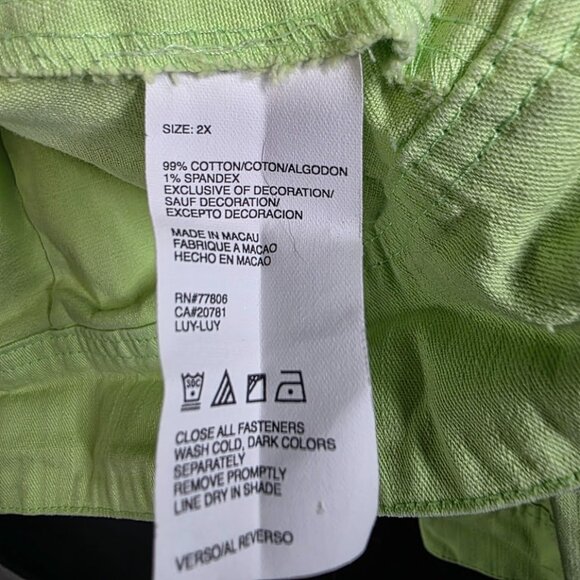 SIZE: 2X
99% COTTON/COTON/ALGODON
1% SPANDEX
EXCLUSIVE OF DECORATION/
SAUF DECORATION/
EXCEPTO DECORACION
MADE IN MACAU
FABRIQUE A MACAO
HECHO EN MACAO
RN#77806
CA#20781
LUY-LUY
50C
CLOSE ALL FASTENERS
WASH COLD, DARK COLORS
SEPARATELY
REMOVE PROMPTLY
LINE DRY IN SHADE
VERSO/AL REVERSO